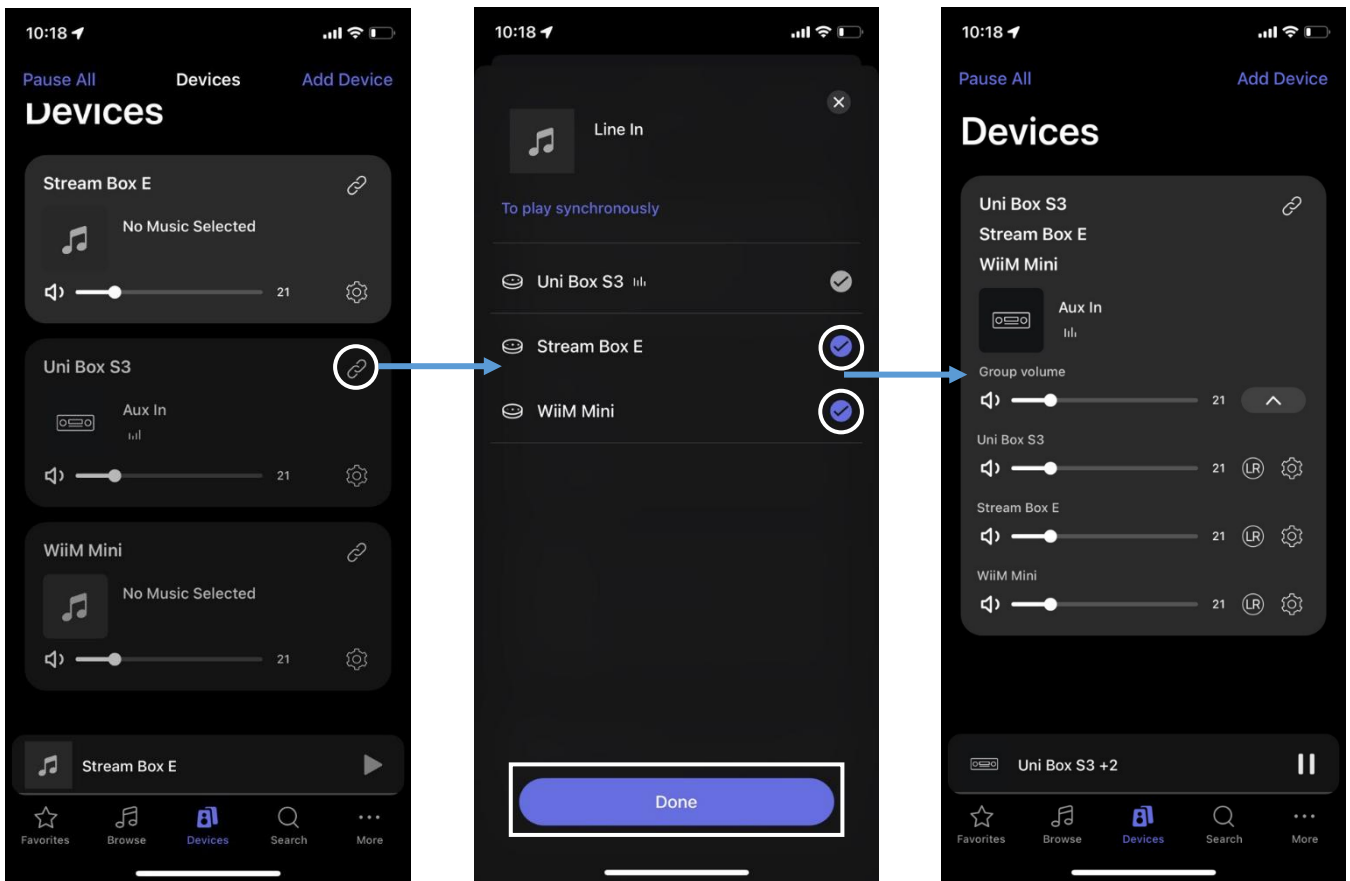 10:18
Pause All Devices Add Device
Devices
Stream Box E
No Music Selected
21
Uni Box S3
Aux In
21
WiiM Mini
No Music Selected
21
Stream Box E
Favorites Browse Devices Search More
10:18
Line In
To play synchronously
Uni Box S3
Stream Box E
WiiM Mini
Done
10:18
Pause All Add Device
Devices
Uni Box S3
Stream Box E
WiiM Mini
Aux In
Group volume
21
Uni Box S3
21 LR
Stream Box E
21 LR
WiiM Mini
21 LR
Uni Box S3 +2
Favorites Browse Devices Search More